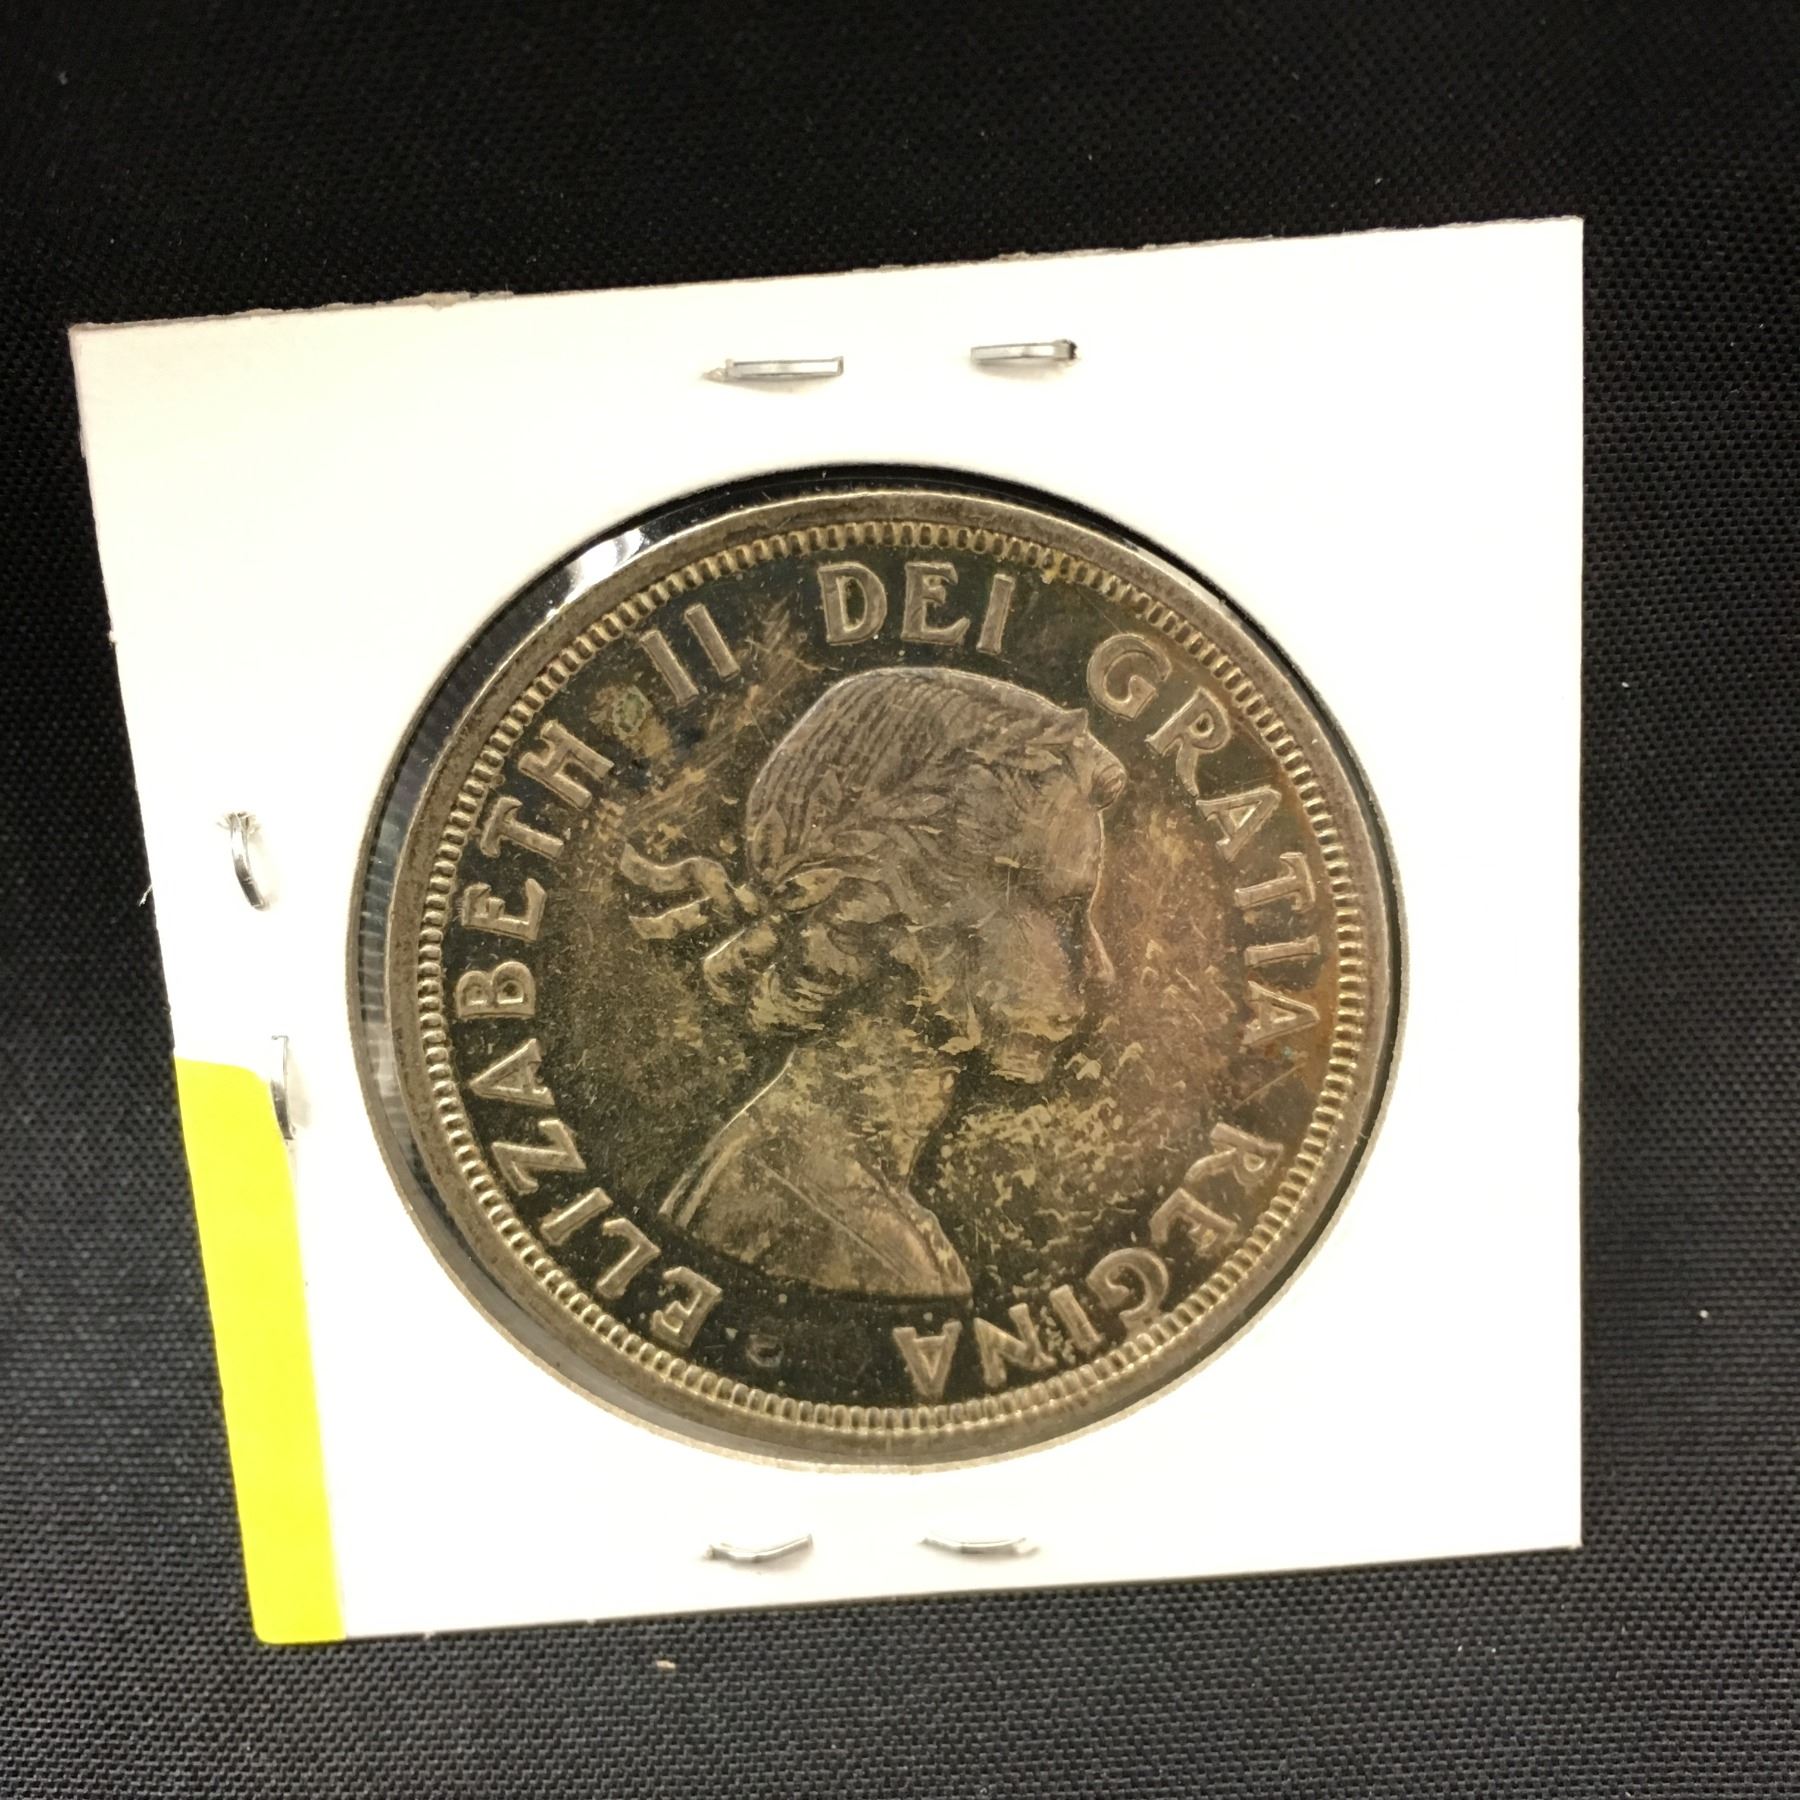 ELIZABETH II DEI GRATIA REGINA